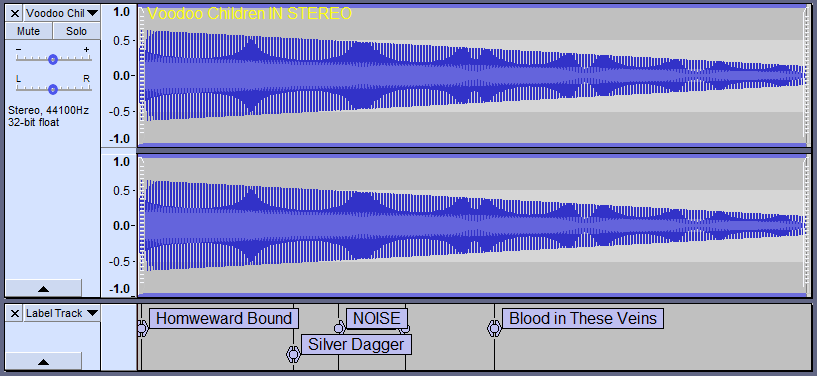 Voodoo Chil
Mute Solo
- +
L R
Stereo, 44100Hz
32-bit float
1.0
0.5-
0.0-
-0.5-
-1.0
Voodoo Children IN STEREO
1.0
0.5-
0.0-
-0.5-
-1.0
Label Track
Homweward Bound
NOISE
Blood in These Veins
Silver Dagger